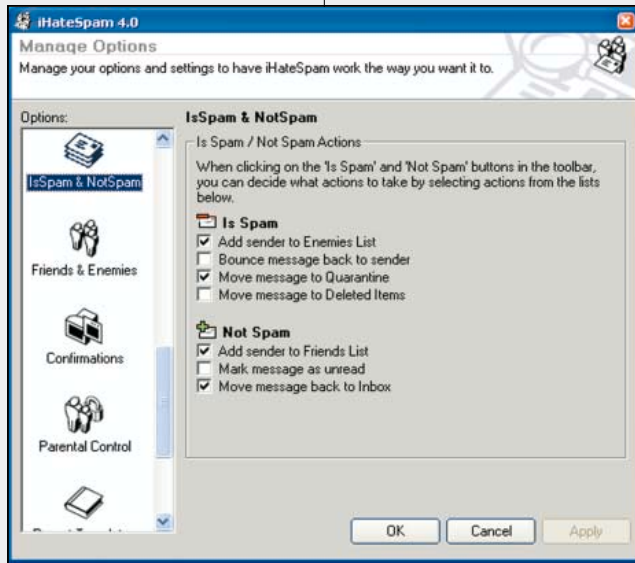 iHateSpam 4.0
Manage Options
Manage your options and settings to have iHateSpam work the way you want it to.
Options:
IsSpam & NotSpam
Friends & Enemies
Confirmations
Parental Control
IsSpam & NotSpam
Is Spam / Not Spam Actions
When clicking on the 'Is Spam' and 'Not Spam' buttons in the toolbar,
you can decide what actions to take by selecting actions from the lists
below.
Is Spam
Add sender to Enemies List
Bounce message back to sender
Move message to Quarantine
Move message to Deleted Items
Not Spam
Add sender to Friends List
Mark message as unread
Move message back to Inbox
OK
Cancel
Apply